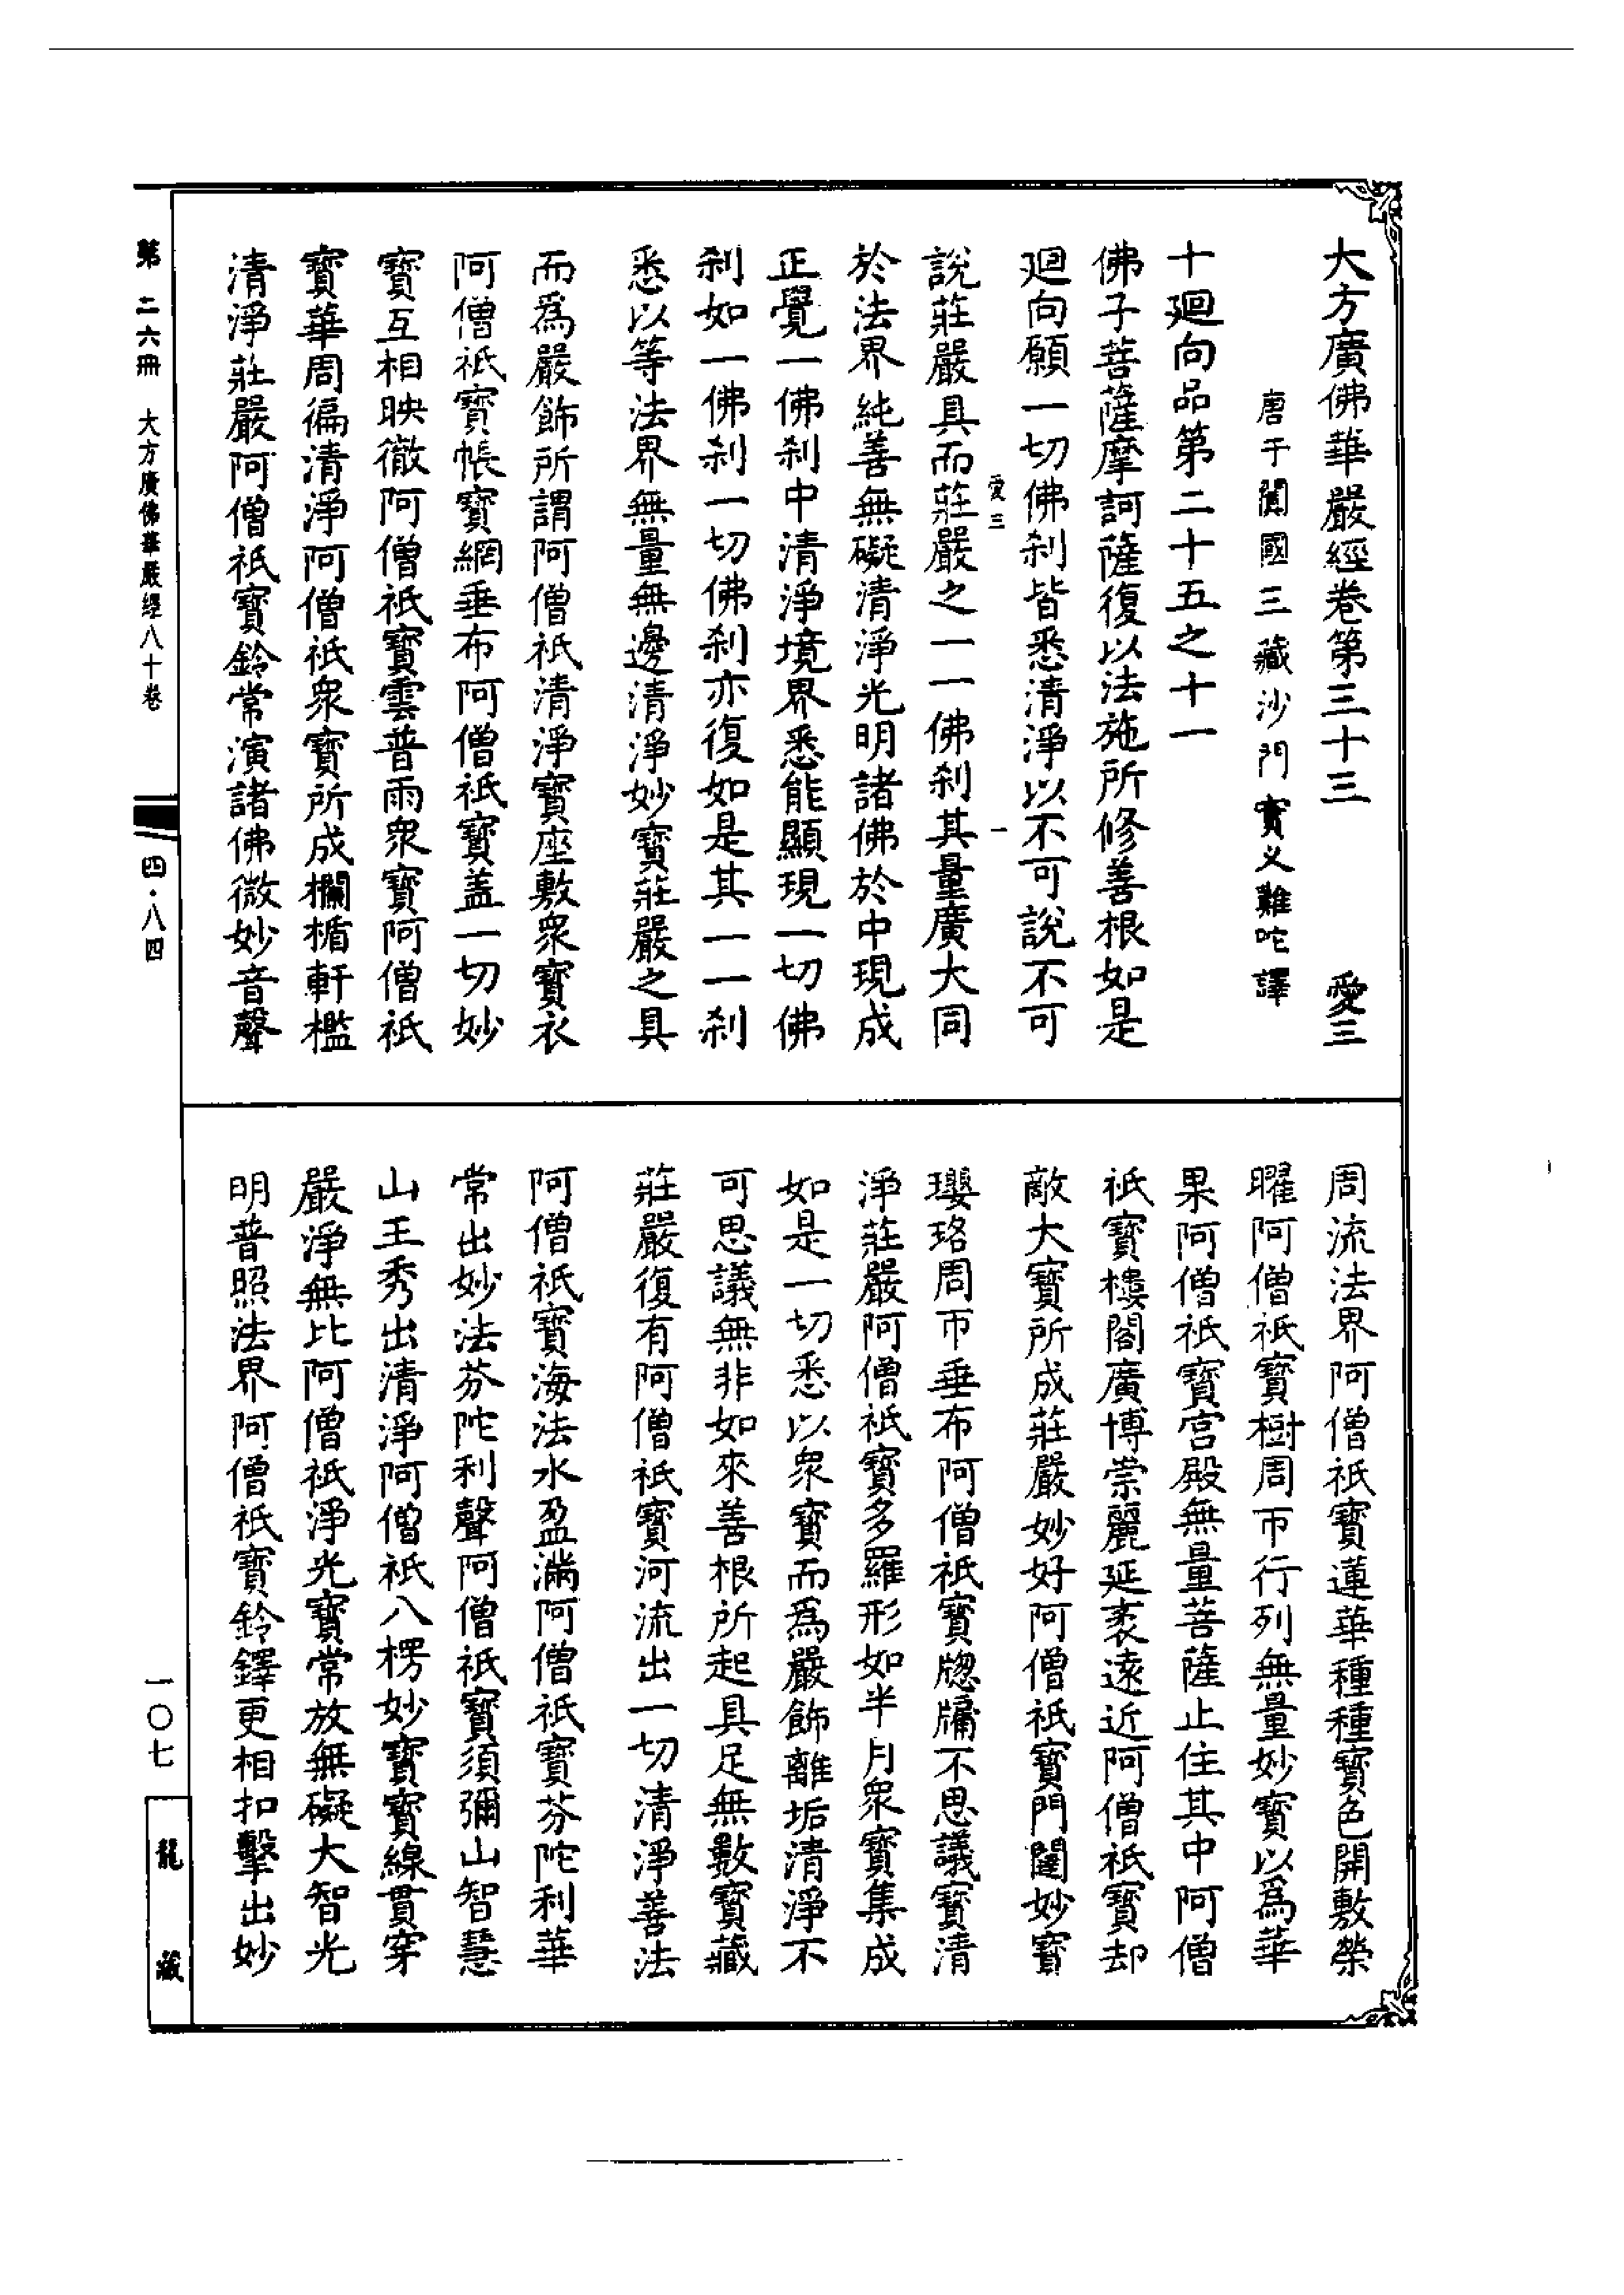 大方廣佛華嚴經卷第三十三　愛三
唐于闐國三藏沙門實叉難陀譯
十廻向品第二十五之十一
佛子菩薩摩訶薩復以法施所修善根如是
廻向願一切佛刹皆悉清淨以不可說不可
愛三　一
說莊嚴具而莊嚴之一一佛刹其量廣大同
於法界純善無礙清淨光明諸佛於中現成
正覺一佛刹中清淨境界悉能顯現一切佛
刹如一佛刹一切佛刹亦復如是其一一刹
悉以等法界無量無邊清淨妙寶莊嚴之具
而爲嚴飾所謂阿僧祇清淨寶座敷衆寶衣
阿僧祇寶帳寶網垂布阿僧祇寶蓋一切妙
寶互相映徹阿僧祇寶雲普雨衆寶阿僧祇
寶華周徧清淨阿僧祇衆寶所成欄楯軒檻
清淨莊嚴阿僧祇寶鈴常演諸佛微妙音聲
周流法界阿僧祇寶蓮華種種寶色開敷榮
曜阿僧祇寶樹周帀行列無量妙寶以爲華
果阿僧祇寶宮殿無量菩薩止住其中阿僧
祇寶樓閣廣博崇麗延袤遠近阿僧祇寶却
敵大寶所成莊嚴妙好阿僧祇寶門闥妙寶
瓔珞周帀垂布阿僧祇寶牕牖不思議寶清
淨莊嚴阿僧祇寶多羅形如半月衆寶集成
如是一切悉以衆寶而爲嚴飾離垢清淨不
可思議無非如來善根所起具足無數寶藏
莊嚴復有阿僧祇寶河流出一切清淨善法
阿僧祇寶海法水盈滿阿僧祇寶芬陀利華
常出妙法芬陀利聲阿僧祇寶須彌山智慧
山王秀出清淨阿僧祇八楞妙寶寶線貫穿
嚴淨無比阿僧祇淨光寶常放無礙大智光
明普照法界阿僧祇寶鈴鐸更相扣擊出妙
第二六冊　大方廣佛華嚴經八十卷　四·八四
一〇七
龍藏